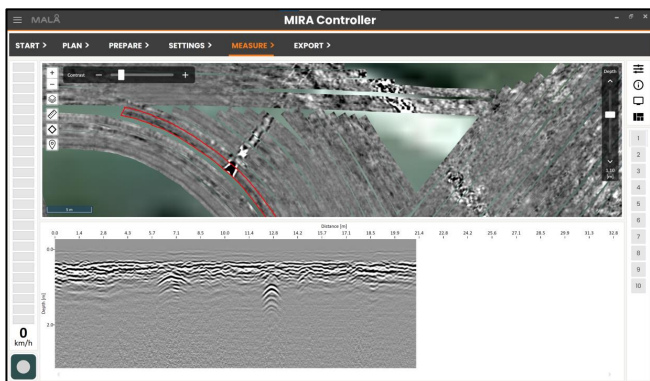 MALÅ
MIRA Controller
START >
PLAN >
PREPARE >
SETTINGS >
MEASURE >
EXPORT >
Contrast
Depth
1.10
[m]
5 m
Distance [m]
0.0 1.4 2.8 4.3 5.7 7.1 8.5 10.0 11.4 12.8 14.2 15.7 17.1 18.5 19.9 21.4 22.8 24.2 25.6 27.1 28.5 29.9 31.3 32.8
0.0
Depth [m]
2.0
0
km/h
1
2
3
4
5
6
7
8
9
10